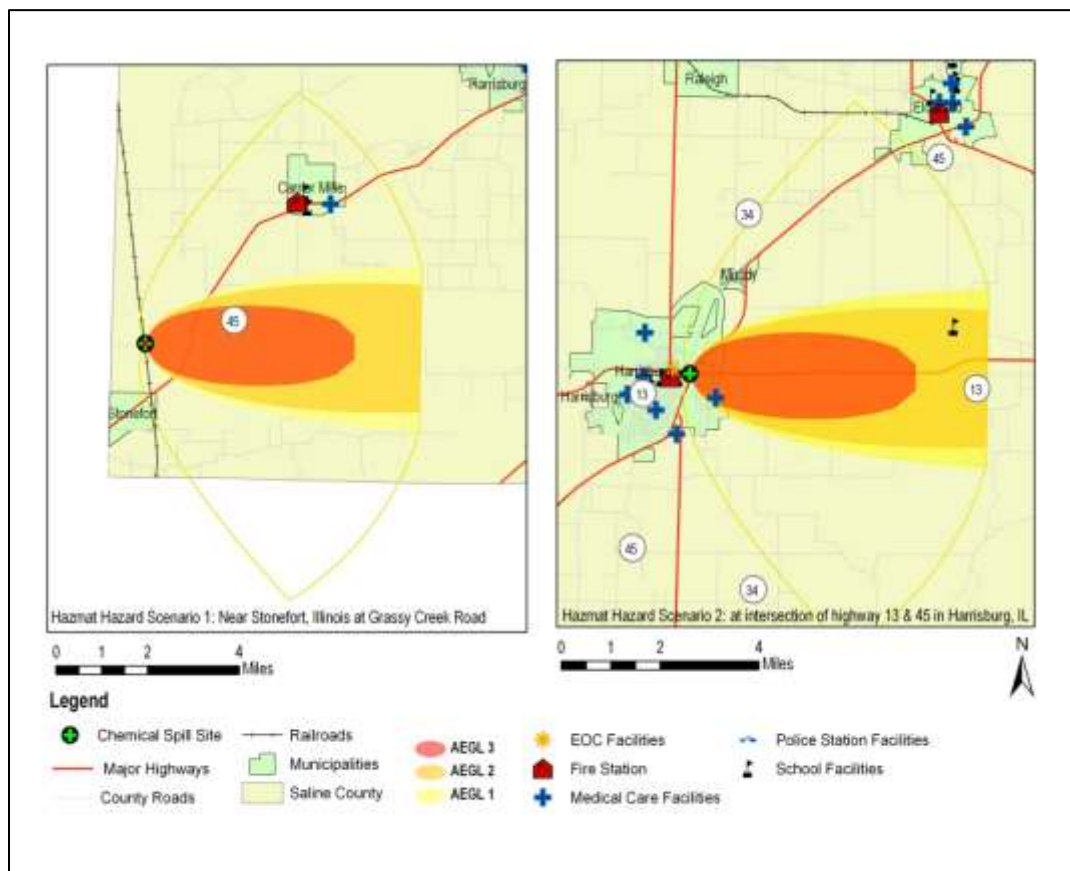 Harrisburg
Carrier Mills
45
Stonefort
Hazmat Hazard Scenario 1: Near Stonefort, Illinois at Grassy Creek Road
Raleigh
45
34
Muddy
Harrisburg
13
13
45
34
Hazmat Hazard Scenario 2: at intersection of highway 13 & 45 in Harrisburg, IL
0 1 2 4
Miles
0 1 2 4
Miles
N
Legend
Chemical Spill Site
Major Highways
County Roads
Railroads
Municipalities
Saline County
AEGL 3
AEGL 2
AEGL 1
EOC Facilities
Fire Station
Medical Care Facilities
Police Station Facilities
School Facilities